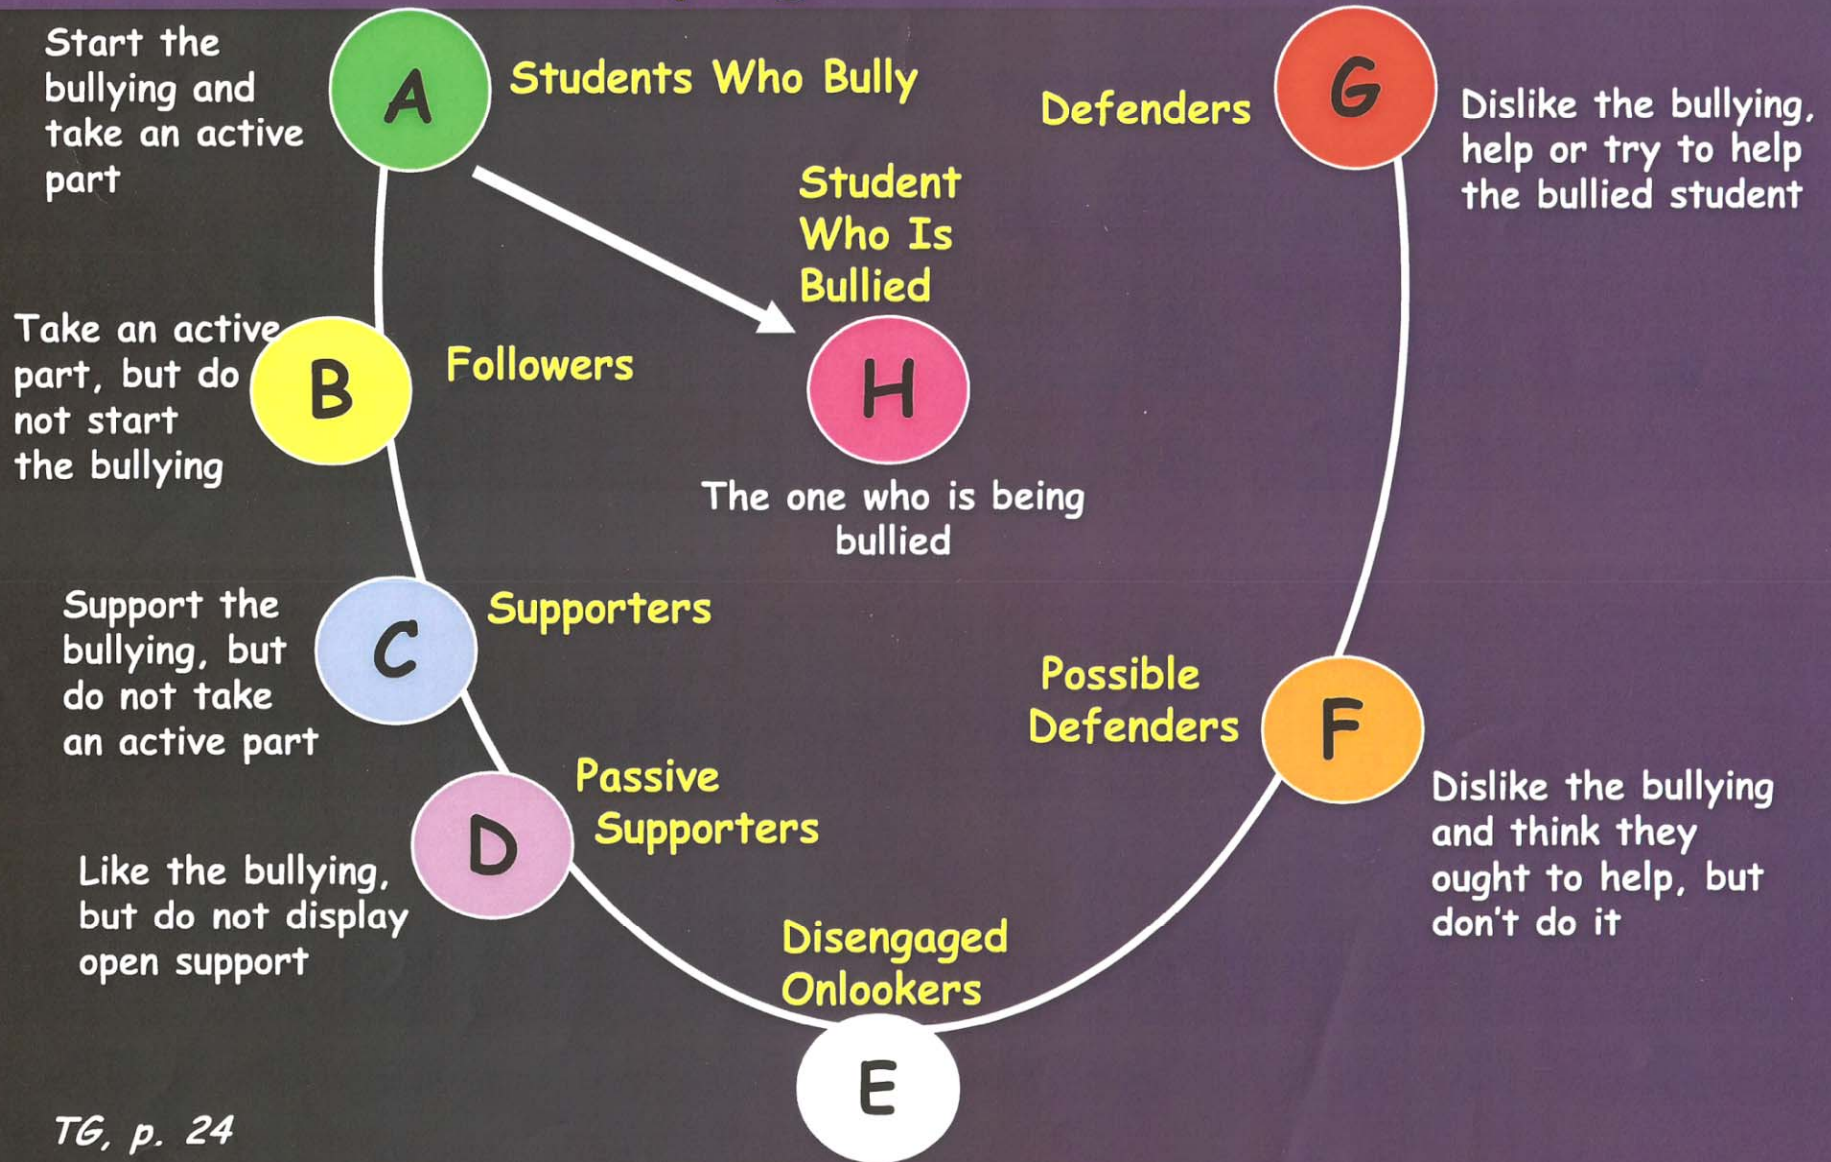 Start the
bullying and
take an active
part
A
Students Who Bully
Defenders
G
Dislike the bullying,
help or try to help
the bullied student
Student
Who Is
Bullied
H
The one who is being
bullied
Take an active
part, but do
not start
the bullying
B
Followers
Support the
bullying, but
do not take
an active part
C
Supporters
Possible
Defenders
F
Dislike the bullying
and think they
ought to help, but
don't do it
Passive
Supporters
D
Like the bullying,
but do not display
open support
Disengaged
Onlookers
E
TG, p. 24